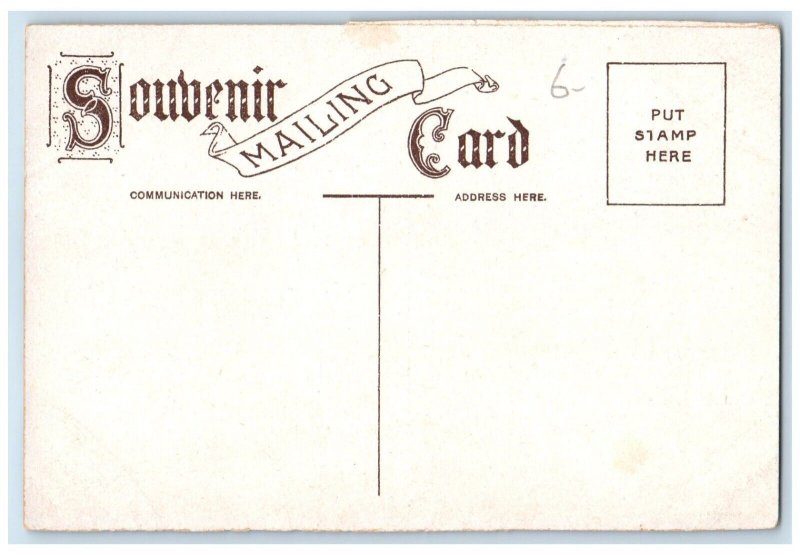 Souvenir
MAILING
Card
6-
PUT
STAMP
HERE
COMMUNICATION HERE.
ADDRESS HERE.